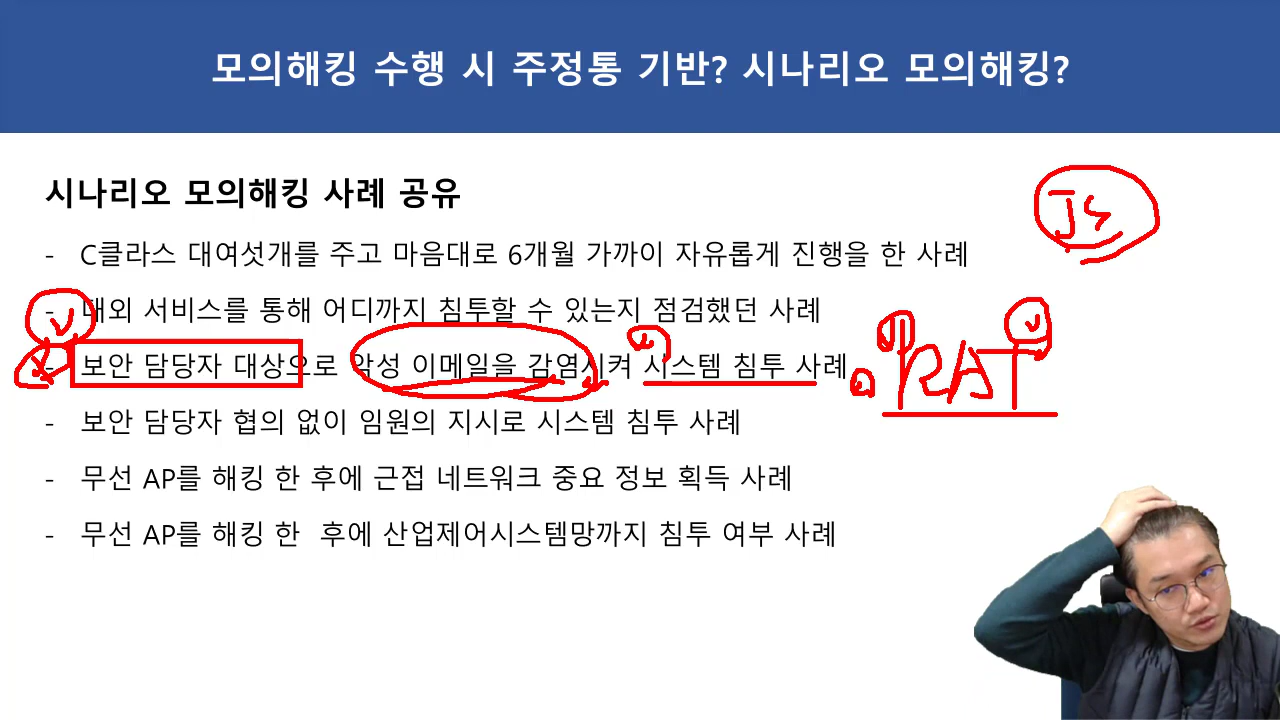 모의해킹 수행 시 주정통 기반? 시나리오 모의해킹?
시나리오 모의해킹 사례 공유
- C클라스 대여섯개를 주고 마음대로 6개월 가까이 자유롭게 진행을 한 사례
- 대외 서비스를 통해 어디까지 침투할 수 있는지 점검했던 사례
- 보안 담당자 대상으로 악성 이메일을 감염시켜 시스템 침투 사례
- 보안 담당자 협의 없이 임원의 지시로 시스템 침투 사례
- 무선 AP를 해킹 한 후에 근접 네트워크 중요 정보 획득 사례
- 무선 AP를 해킹 한 후에 산업제어시스템망까지 침투 여부 사례
JS
RAT